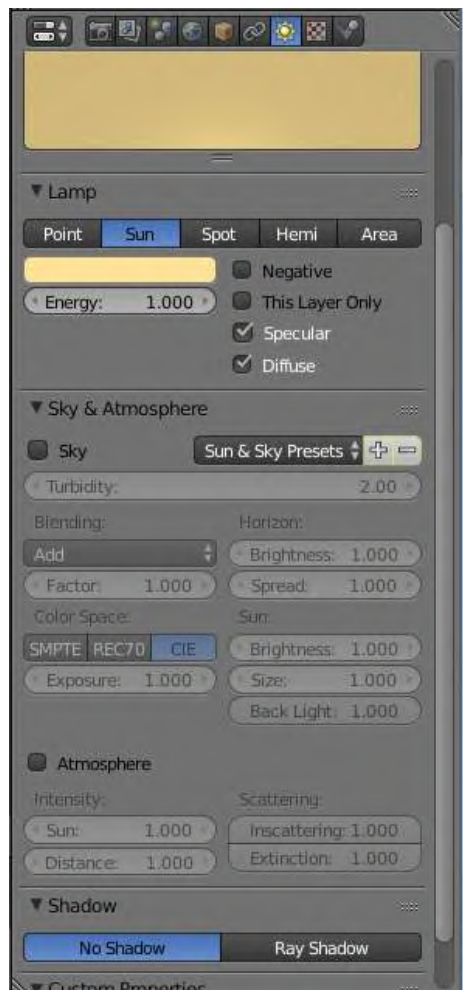 Lamp
Point Sun Spot Hemi Area
Negative
Energy: 1.000 This Layer Only
Specular
Diffuse
Sky & Atmosphere
Sky Sun & Sky Presets
Turbidity: 2.00
Blending: Horizon:
Add Brightness: 1.000
Factor: 1.000 Spread: 1.000
Color Space: Sun:
SMPTE REC70 CIE Brightness: 1.000
Exposure: 1.000 Size: 1.000
Back Light: 1.000
Atmosphere
Intensity: Scattering:
Sun: 1.000 Inscattering: 1.000
Distance: 1.000 Extinction: 1.000
Shadow
No Shadow Ray Shadow
Custom Properties